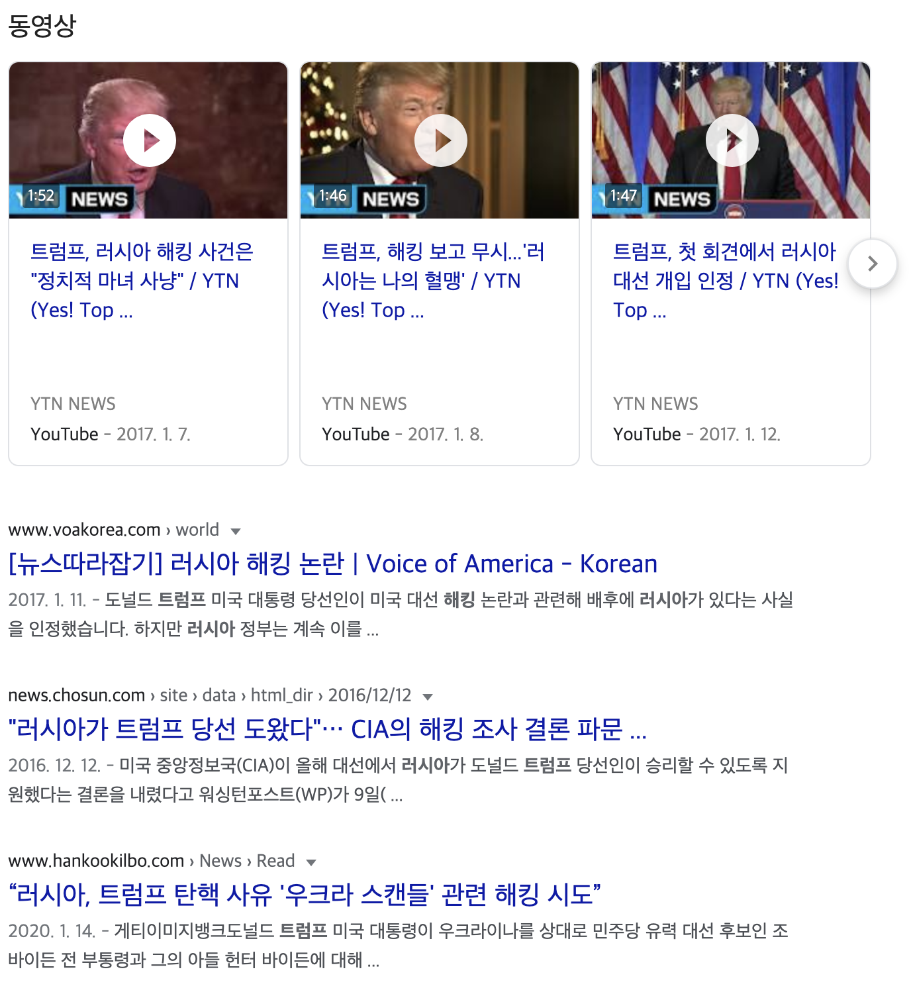 동영상
1:52 NEWS
1:46 NEWS
1:47 NEWS
트럼프, 러시아 해킹 사건은
"정치적 마녀 사냥" / YTN
(Yes! Top ...
YTN NEWS
YouTube - 2017. 1. 7.
트럼프, 해킹 보고 무시...'러
시아는 나의 혈맹' / YTN
(Yes! Top ...
YTN NEWS
YouTube - 2017. 1. 8.
트럼프, 첫 회견에서 러시아
대선 개입 인정 / YTN (Yes!
Top ...
YTN NEWS
YouTube - 2017. 1. 12.
www.voakorea.com › world
[뉴스따라잡기] 러시아 해킹 논란 | Voice of America - Korean
2017. 1. 11. - 도널드 트럼프 미국 대통령 당선인이 미국 대선 해킹 논란과 관련해 배후에 러시아가 있다는 사실
을 인정했습니다. 하지만 러시아 정부는 계속 이를 ...
news.chosun.com › site › data › html_dir › 2016/12/12
"러시아가 트럼프 당선 도왔다"… CIA의 해킹 조사 결론 파문 ...
2016. 12. 12. - 미국 중앙정보국(CIA)이 올해 대선에서 러시아가 도널드 트럼프 당선인이 승리할 수 있도록 지
원했다는 결론을 내렸다고 워싱턴포스트(WP)가 9일( ...
www.hankookilbo.com › News › Read
“러시아, 트럼프 탄핵 사유 '우크라 스캔들' 관련 해킹 시도”
2020. 1. 14. - 게티이미지뱅크도널드 트럼프 미국 대통령이 우크라이나를 상대로 민주당 유력 대선 후보인 조
바이든 전 부통령과 그의 아들 헌터 바이든에 대해 ...